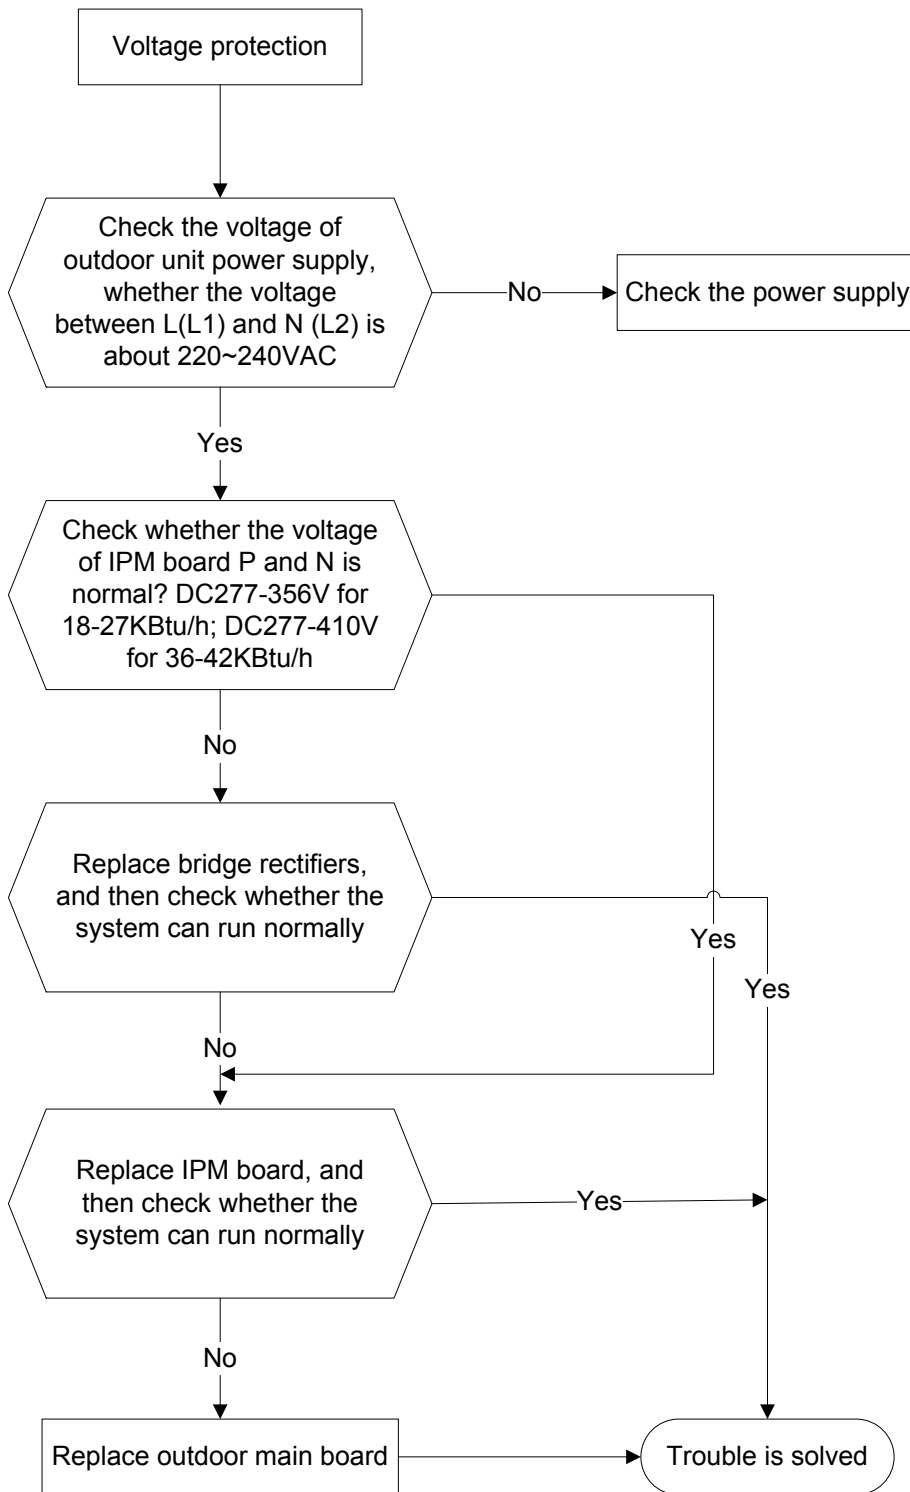 Voltage protection
Check the voltage of
outdoor unit power supply,
whether the voltage
between L(L1) and N (L2) is
about 220~240VAC
No
Check the power supply
Yes
Check whether the voltage
of IPM board P and N is
normal? DC277-356V for
18-27KBtu/h; DC277-410V
for 36-42KBtu/h
No
Replace bridge rectifiers,
and then check whether the
system can run normally
Yes
Yes
No
Replace IPM board, and
then check whether the
system can run normally
Yes
No
Replace outdoor main board
Trouble is solved